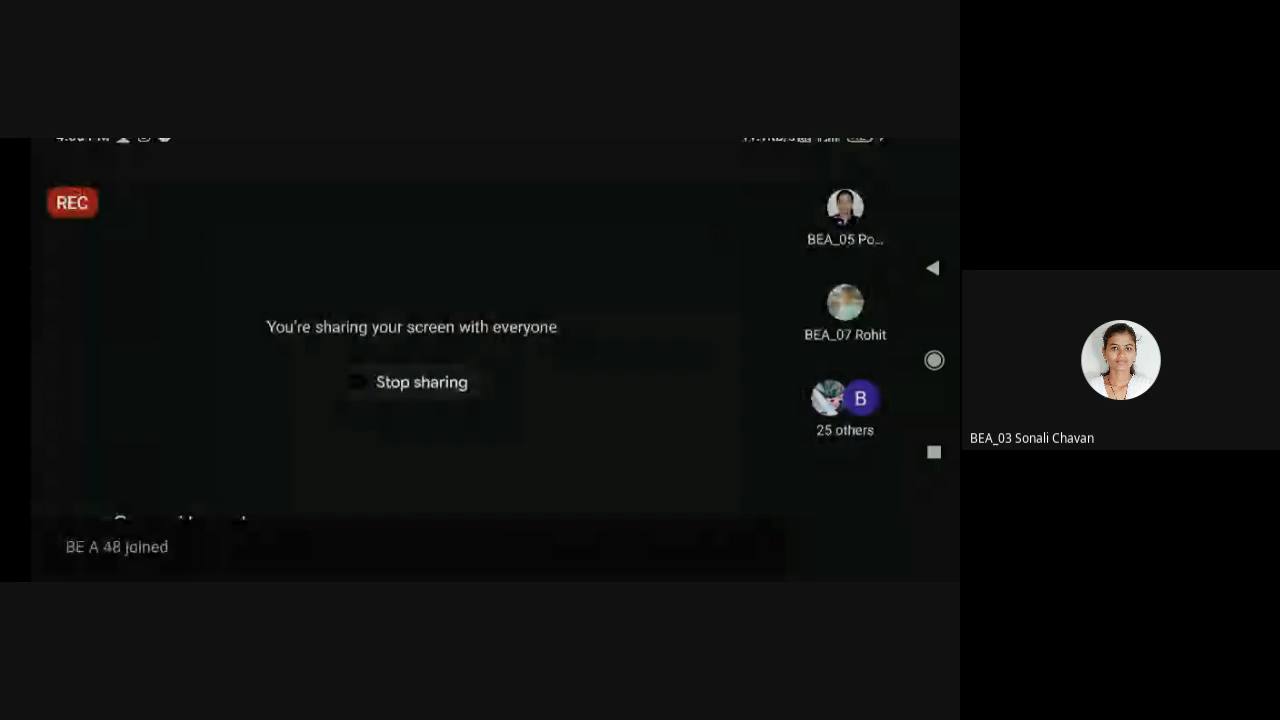 REC
BEA_05 Po...
You're sharing your screen with everyone
BEA_07 Rohit
Stop sharing
B
25 others
BE A 48 joined
BEA_03 Sonali Chavan